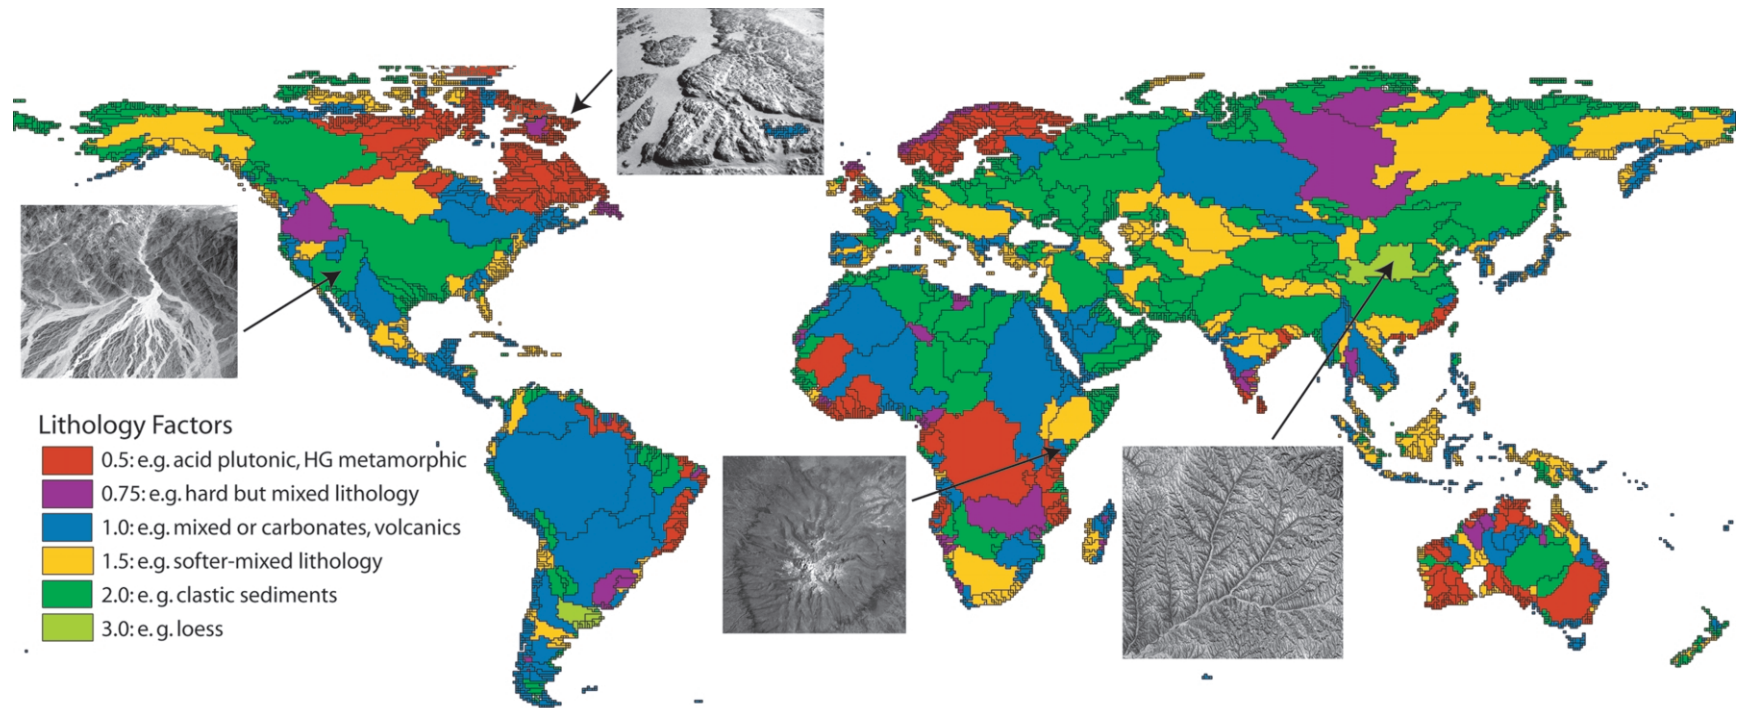 Lithology Factors
0.5: e.g. acid plutonic, HG metamorphic
0.75: e.g. hard but mixed lithology
1.0: e.g. mixed or carbonates, volcanics
1.5: e.g. softer-mixed lithology
2.0: e. g. clastic sediments
3.0: e. g. loess